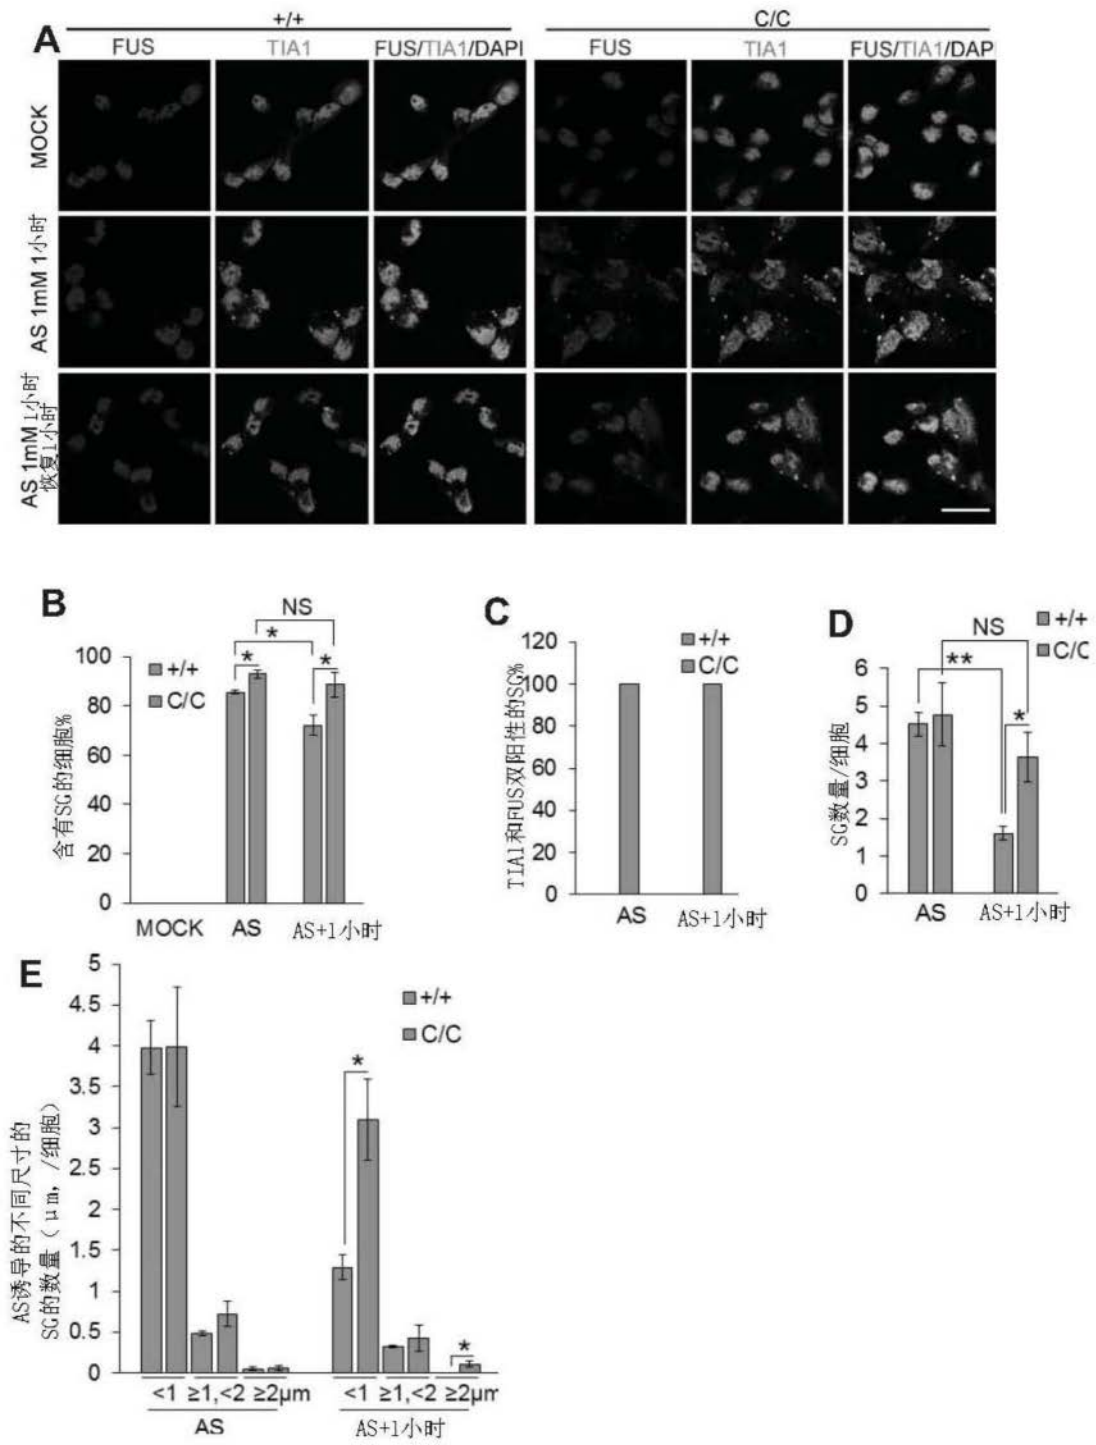 A
+/+
C/C
FUS
TIA1
FUS/TIA1/DAPI
FUS
TIA1
FUS/TIA1/DAPI
MOCK
AS 1mM 1小时
AS 1mM 1小时
恢复1小时
B
含有SG的细胞%
100
80
60
40
20
0
+/+
C/C
*
*
NS
*
MOCK
AS
AS+1小时
C
TIA1和FUS双阳性的SG%
120
100
80
60
40
20
0
+/+
C/C
AS
AS+1小时
D
SG数量/细胞
6
5
4
3
2
1
0
NS
**
*
+/+
C/C
AS
AS+1小时
E
AS诱导的不同尺寸的
SG的数量（μm，/细胞）
5
4.5
4
3.5
3
2.5
2
1.5
1
0.5
0
+/+
C/C
*
*
<1 ≥1,<2 ≥2μm
<1 ≥1,<2 ≥2μm
AS
AS+1小时